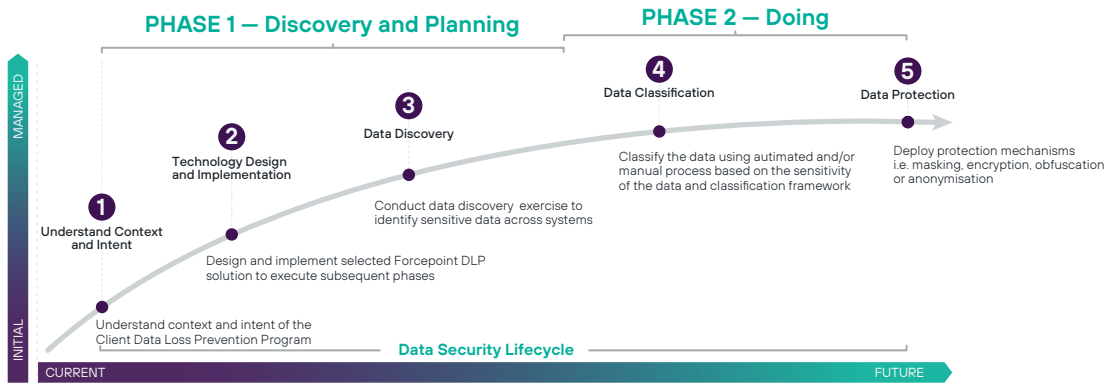 PHASE 1 — Discovery and Planning
PHASE 2 — Doing
MANAGED
INITIAL
1
Understand Context
and Intent
Understand context and intent of the
Client Data Loss Prevention Program
2
Technology Design
and Implementation
Design and implement selected Forcepoint DLP
solution to execute subsequent phases
3
Data Discovery
Conduct data discovery exercise to
identify sensitive data across systems
4
Data Classification
Classify the data using autimated and/or
manual process based on the sensitivity
of the data and classification framework
5
Data Protection
Deploy protection mechanisms
i.e. masking, encryption, obfuscation
or anonymisation
Data Security Lifecycle
CURRENT
FUTURE